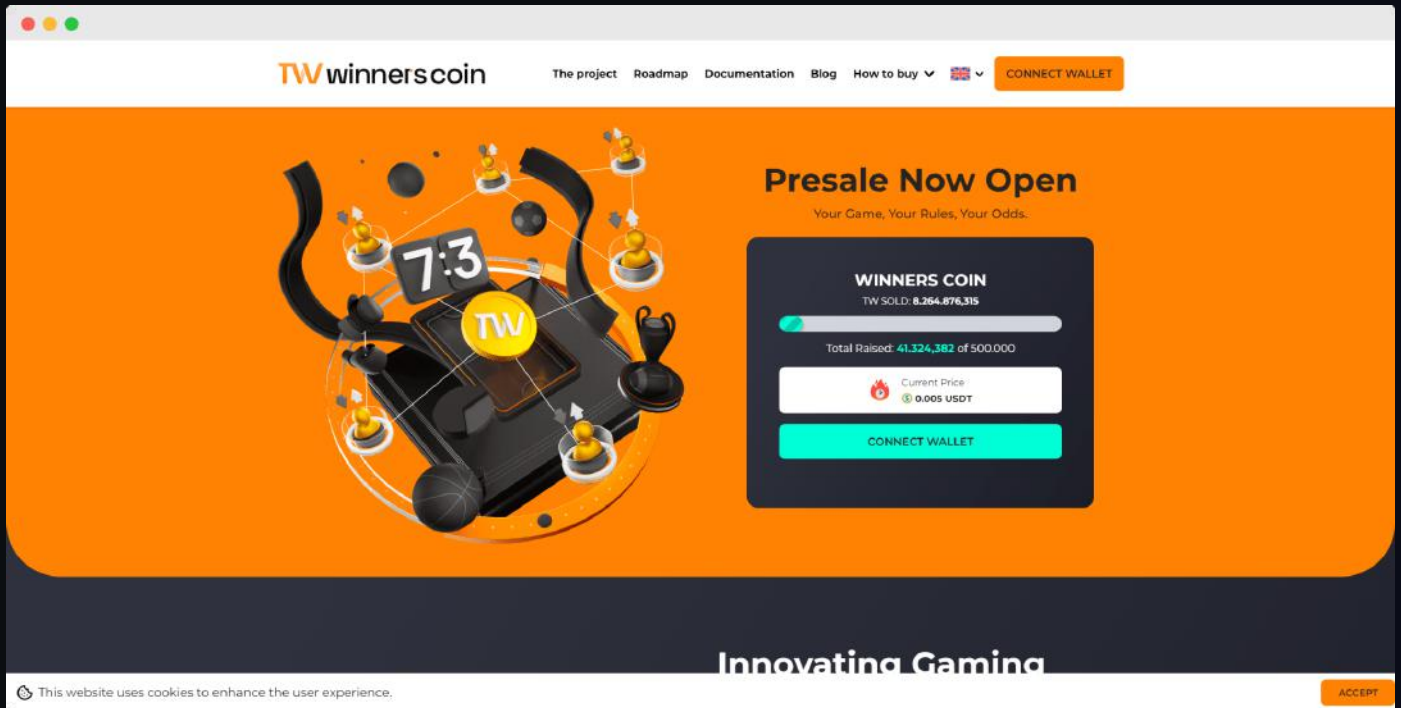 TW winners coin
The project Roadmap Documentation Blog How to buy CONNECT WALLET
7:3
TW
Presale Now Open
Your Game, Your Rules, Your Odds.
WINNERS COIN
TW SOLD: 8.264.876,315
Total Raised: 41.324,382 of 500.000
Current Price
0.005 USDT
CONNECT WALLET
Innovating Gaming
This website uses cookies to enhance the user experience.
ACCEPT